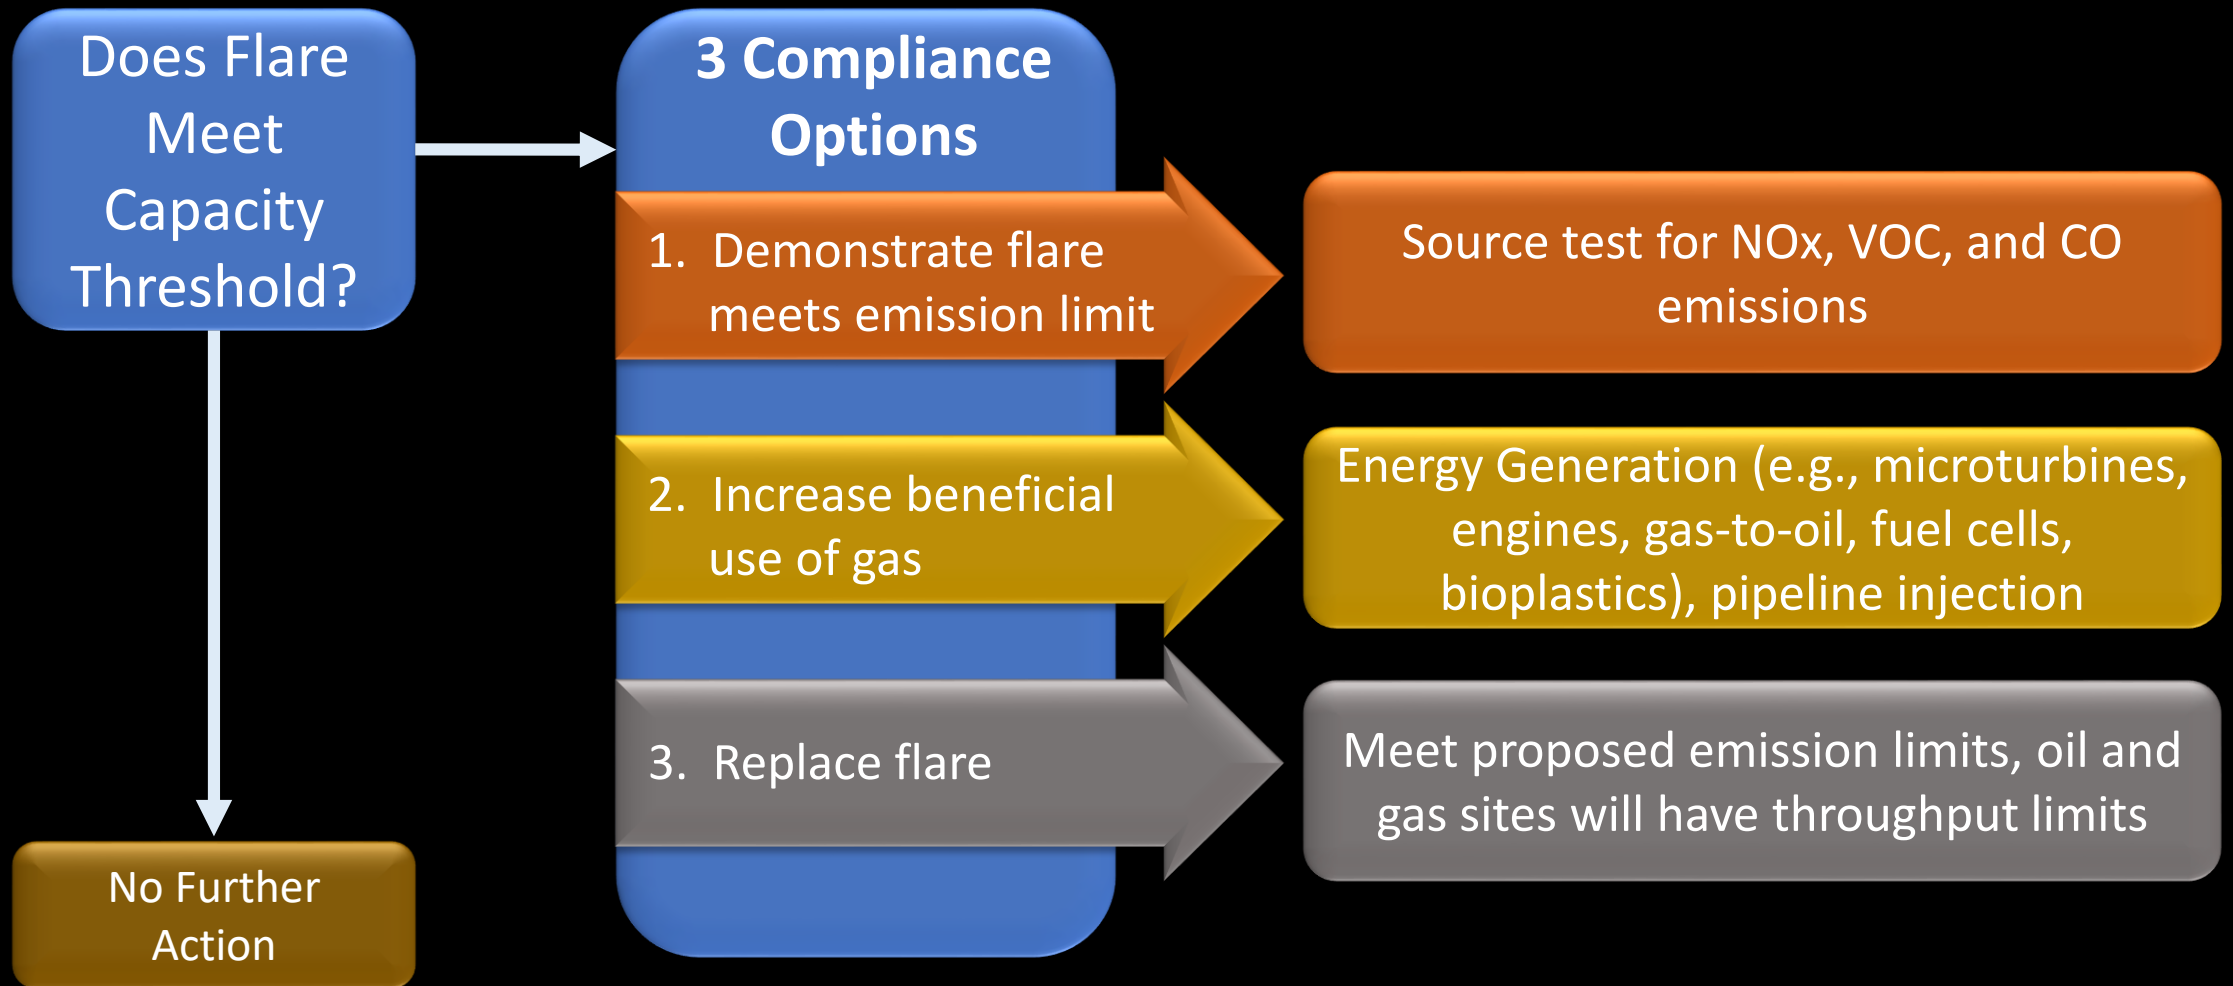 Does Flare
Meet
Capacity
Threshold?
3 Compliance
Options
1. Demonstrate flare
meets emission limit
Source test for NOx, VOC, and CO
emissions
2. Increase beneficial
use of gas
Energy Generation (e.g., microturbines,
engines, gas-to-oil, fuel cells,
bioplastics), pipeline injection
3. Replace flare
Meet proposed emission limits, oil and
gas sites will have throughput limits
No Further
Action